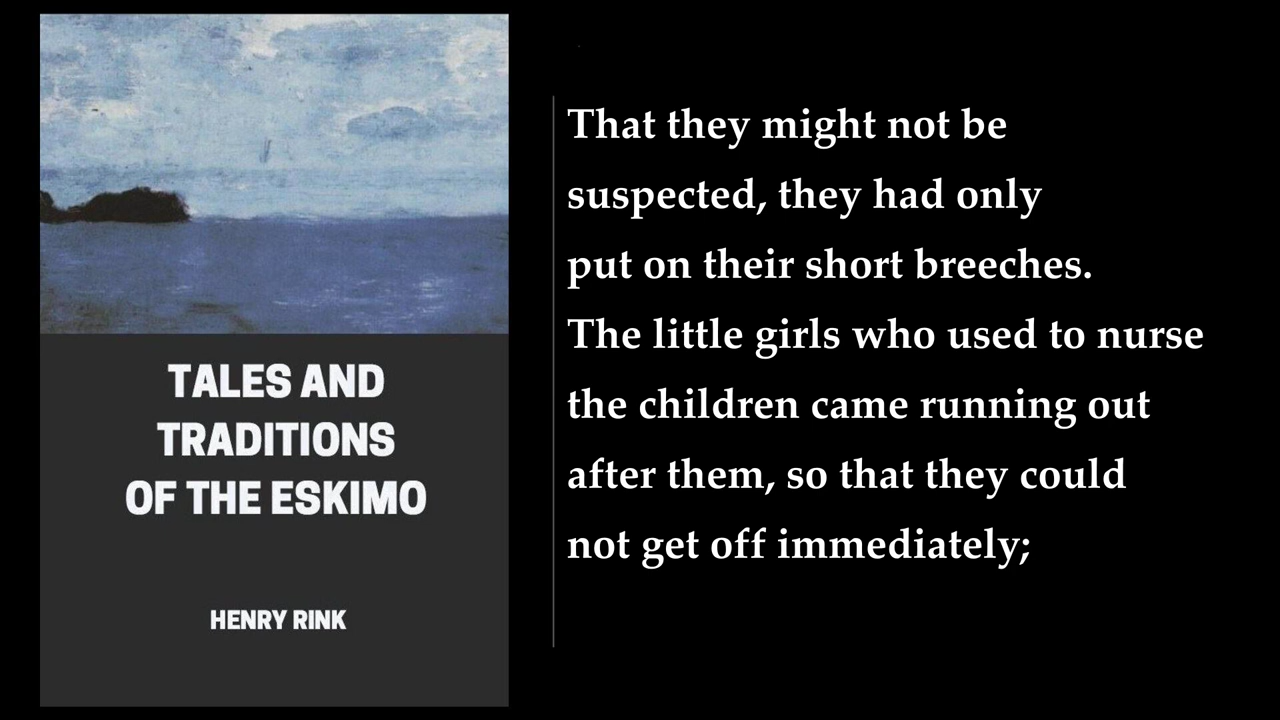 TALES AND
TRADITIONS
OF THE ESKIMO
HENRY RINK
That they might not be
suspected, they had only
put on their short breeches.
The little girls who used to nurse
the children came running out
after them, so that they could
not get off immediately;